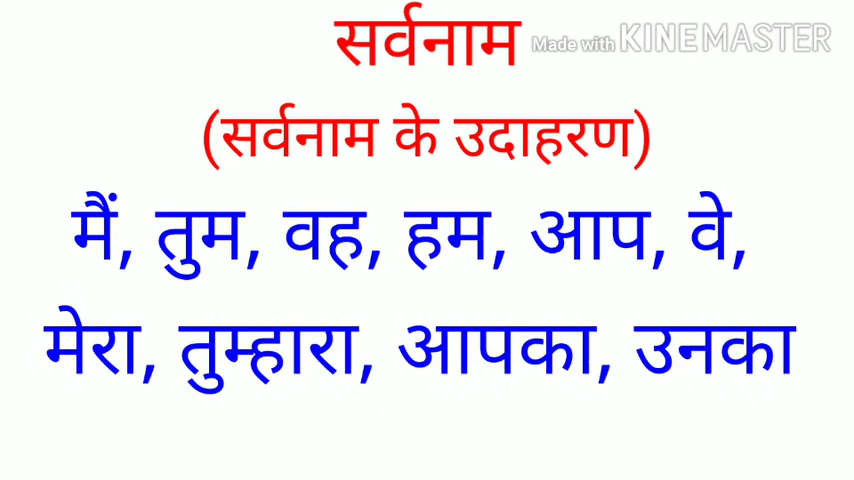 सर्वनाम
Made with KINEMASTER
(सर्वनाम के उदाहरण)
मैं, तुम, वह, हम, आप, वे,
मेरा, तुम्हारा, आपका, उनका